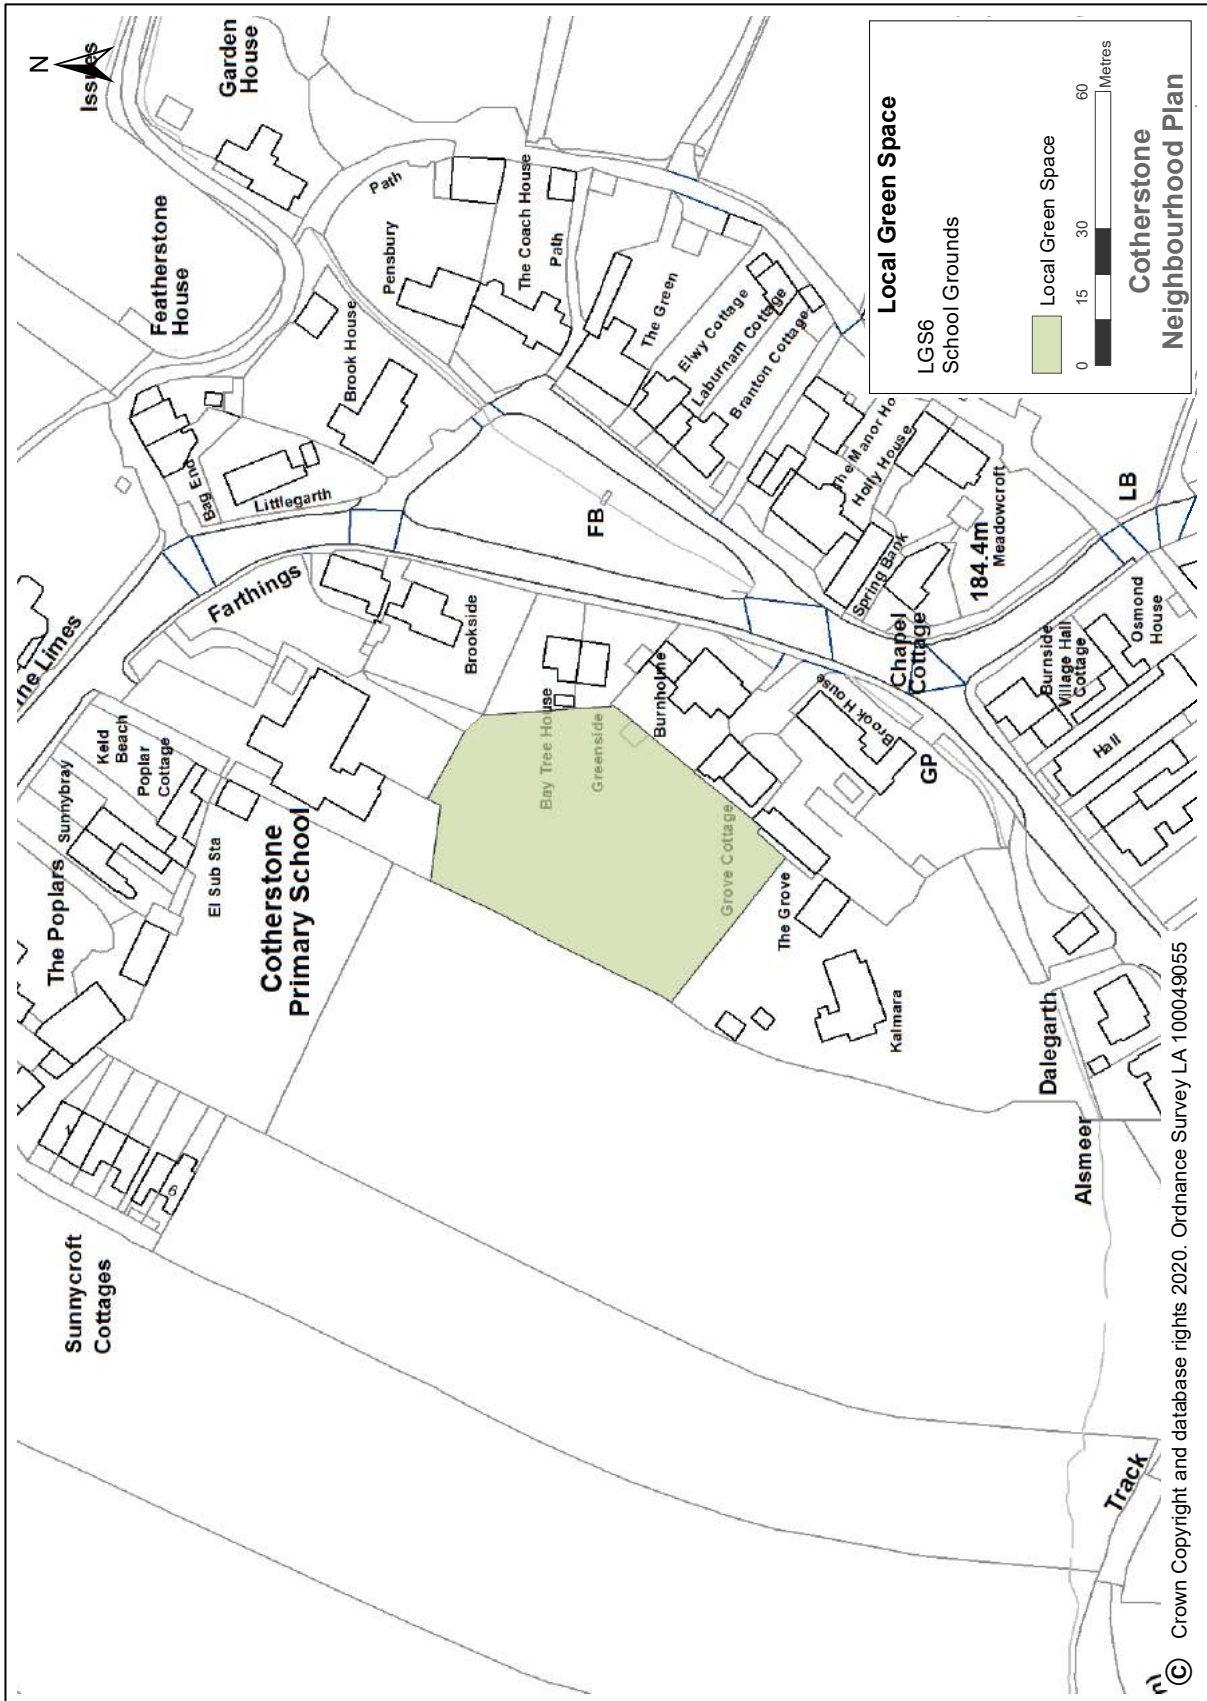 N
Issues
Garden
House
Featherstone
House
Path
Pensbury
The Coach House
Path
Brook House
Bag End
Littlegarth
The Green
Elwy Cottage
Laburnam Cottage
Branton Cottage
The Limes
Farthings
Brookside
FB
The Manor Ho
Holly House
Spring Bank
184.4m
Meadowcroft
LB
Keld
Beach
Poplar
Cottage
Sunnybray
The Poplars
El Sub Sta
Cotherstone
Primary School
Bay Tree House
Greenside
Burnholme
Grove Cottage
The Grove
Brook House
GP
Chapel
Cottage
Burnside
Village Hall
Cottage
Osmond
House
Hall
Kalmara
Dalegarth
Alsmeer
1
6
Sunnycroft
Cottages
Track
Local Green Space
LGS6
School Grounds
Local Green Space
0 15 30 60
Metres
Cotherstone
Neighbourhood Plan
© Crown Copyright and database rights 2020. Ordnance Survey LA 100049055